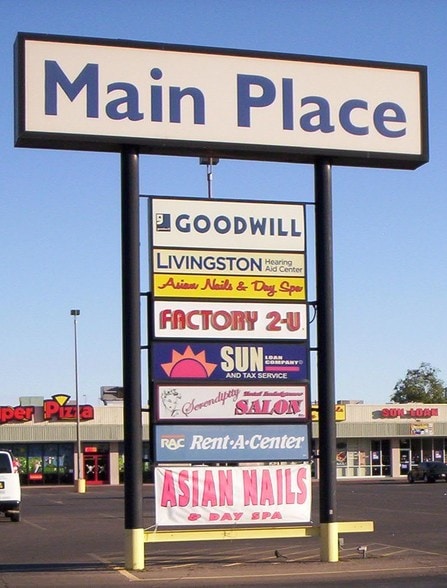 Main Place
GOODWILL
LIVINGSTON Hearing
Aid Center
Asian Nails & Day Spa
FACTORY 2-U
SUN LOAN
COMPANY
AND TAX SERVICE
Serendipity
SALON
RAC Rent-A-Center
ASIAN NAILS
& DAY SPA
Pizza
SUN LOAN